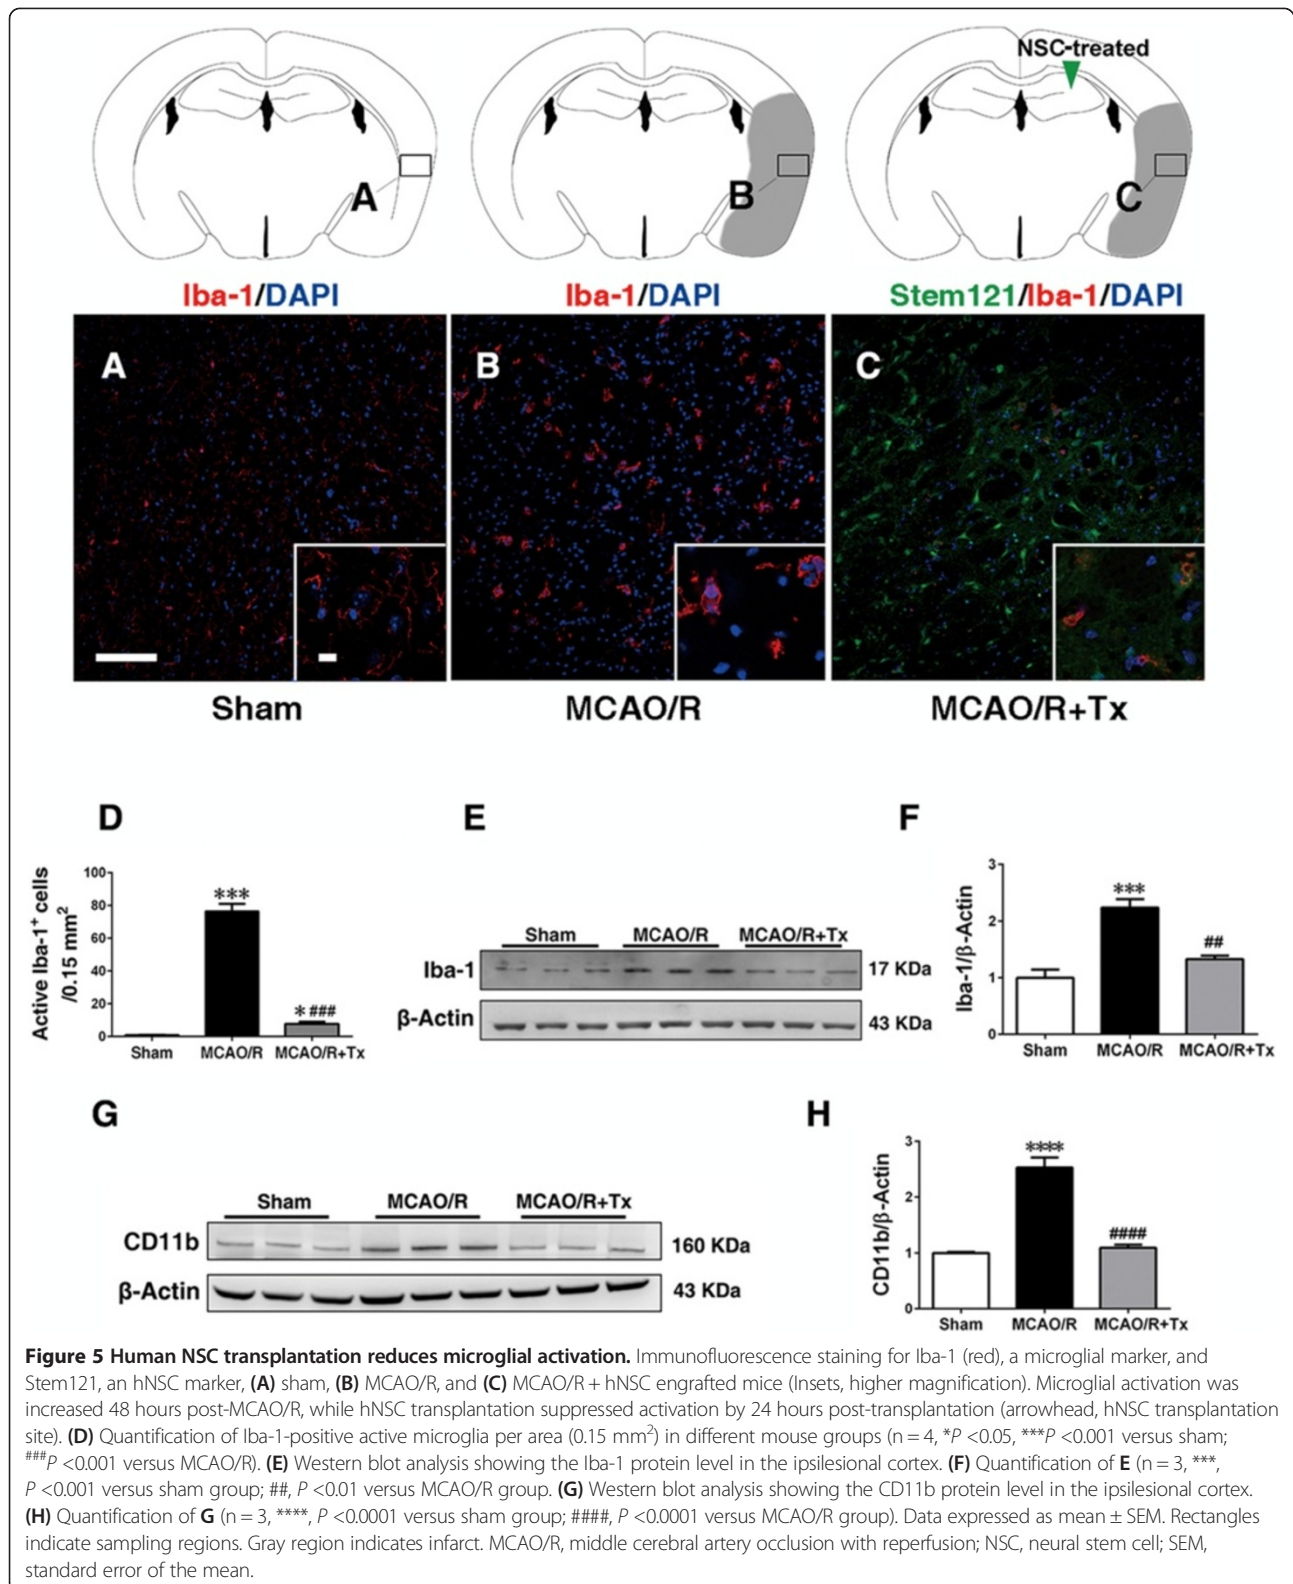 NSC-treated
A
B
C
Iba-1/DAPI
Iba-1/DAPI
Stem121/Iba-1/DAPI
A
B
C
Sham
MCAO/R
MCAO/R+Tx
D
Active Iba-1⁺ cells
/0.15 mm²
100
80
60
40
20
0
***
* ###
Sham
MCAO/R
MCAO/R+Tx
E
Sham
MCAO/R
MCAO/R+Tx
Iba-1
17 KDa
β-Actin
43 KDa
F
Iba-1/β-Actin
3
2
1
0
***
##
Sham
MCAO/R
MCAO/R+Tx
G
Sham
MCAO/R
MCAO/R+Tx
CD11b
160 KDa
β-Actin
43 KDa
H
CD11b/β-Actin
3
2
1
0
****
####
Sham
MCAO/R
MCAO/R+Tx
Figure 5 Human NSC transplantation reduces microglial activation. Immunofluorescence staining for Iba-1 (red), a microglial marker, and
Stem121, an hNSC marker, (A) sham, (B) MCAO/R, and (C) MCAO/R + hNSC engrafted mice (Insets, higher magnification). Microglial activation was
increased 48 hours post-MCAO/R, while hNSC transplantation suppressed activation by 24 hours post-transplantation (arrowhead, hNSC transplantation
site). (D) Quantification of Iba-1-positive active microglia per area (0.15 mm²) in different mouse groups (n = 4, *P <0.05, ***P <0.001 versus sham;
###P <0.001 versus MCAO/R). (E) Western blot analysis showing the Iba-1 protein level in the ipsilesional cortex. (F) Quantification of E (n = 3, ***,
P <0.001 versus sham group; ##, P <0.01 versus MCAO/R group. (G) Western blot analysis showing the CD11b protein level in the ipsilesional cortex.
(H) Quantification of G (n = 3, ****, P <0.0001 versus sham group; ####, P <0.0001 versus MCAO/R group). Data expressed as mean ± SEM. Rectangles
indicate sampling regions. Gray region indicates infarct. MCAO/R, middle cerebral artery occlusion with reperfusion; NSC, neural stem cell; SEM,
standard error of the mean.